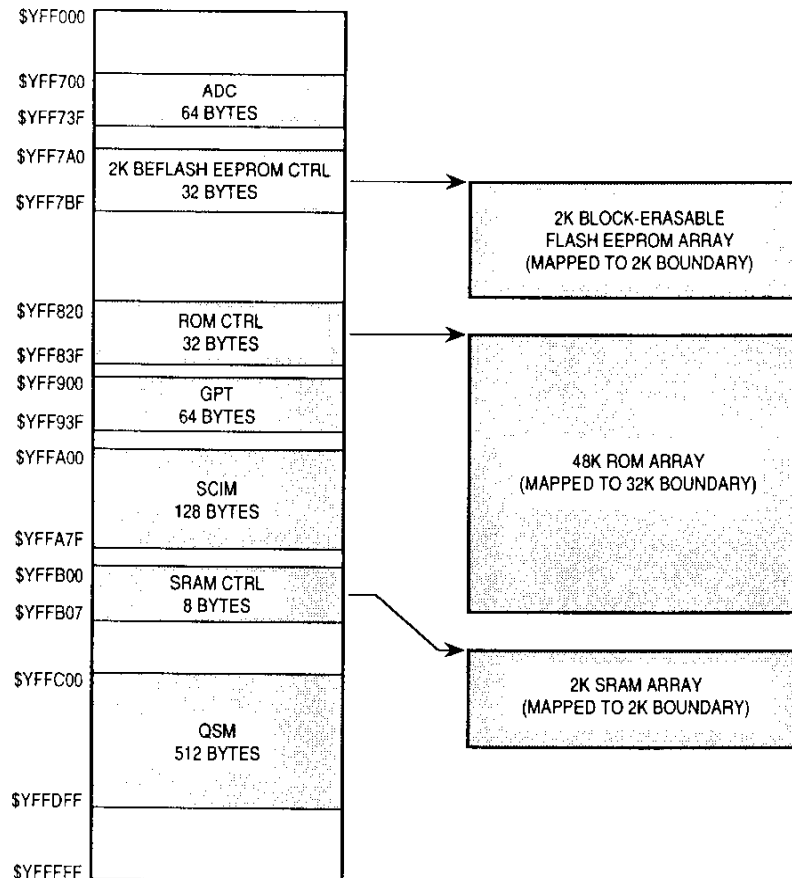 $YFF000
$YFF700
ADC
64 BYTES
$YFF73F
$YFF7A0
2K BEFLASH EEPROM CTRL
32 BYTES
$YFF7BF
2K BLOCK-ERASABLE
FLASH EEPROM ARRAY
(MAPPED TO 2K BOUNDARY)
$YFF820
ROM CTRL
32 BYTES
$YFF83F
$YFF900
GPT
64 BYTES
$YFF93F
48K ROM ARRAY
(MAPPED TO 32K BOUNDARY)
$YFFA00
SCIM
128 BYTES
$YFFA7F
$YFFB00
SRAM CTRL
8 BYTES
$YFFB07
2K SRAM ARRAY
(MAPPED TO 2K BOUNDARY)
$YFFC00
QSM
512 BYTES
$YFFDFF
$YFFFFF